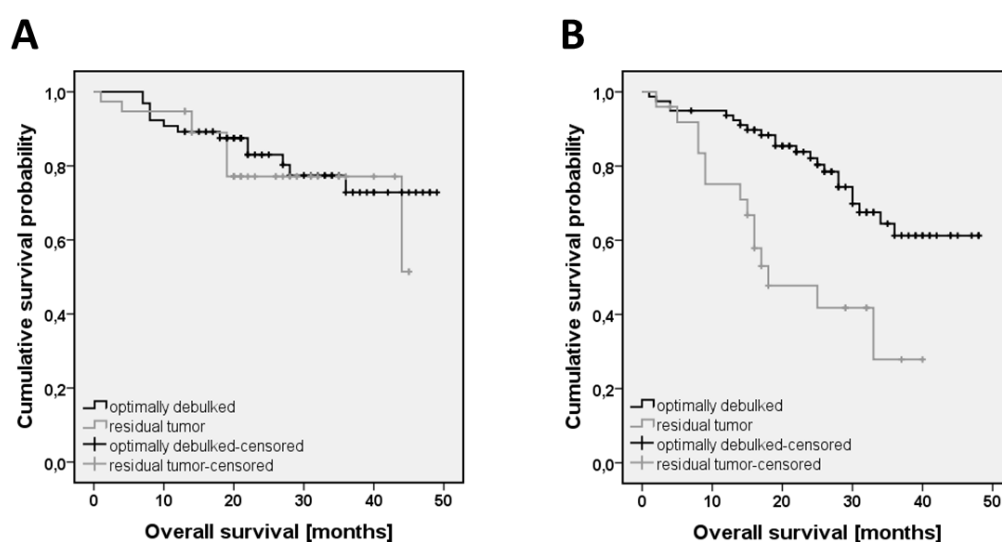 A
Cumulative survival probability
1,0
0,8
0,6
0,4
0,2
0,0
optimally debulked
residual tumor
optimally debulked-censored
residual tumor-censored
0
10
20
30
40
50
Overall survival [months]
B
Cumulative survival probability
1,0
0,8
0,6
0,4
0,2
0,0
optimally debulked
residual tumor
optimally debulked-censored
residual tumor-censored
0
10
20
30
40
50
Overall survival [months]